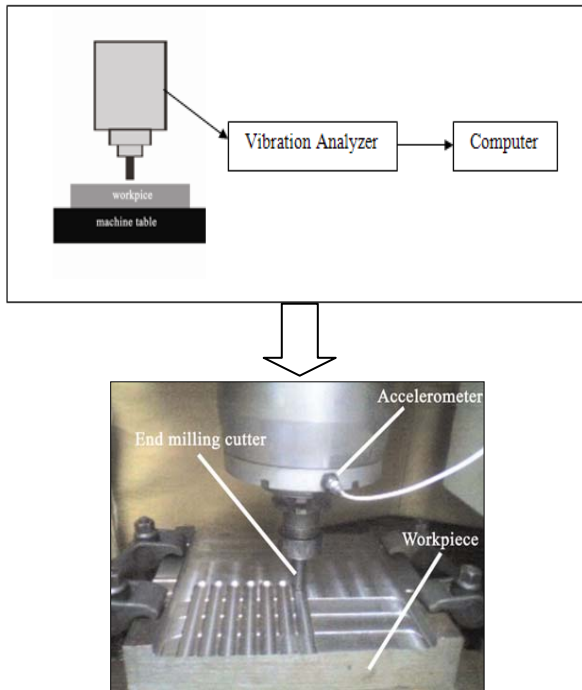 Vibration Analyzer
Computer
workpice
machine table
Accelerometer
End milling cutter
Workpiece